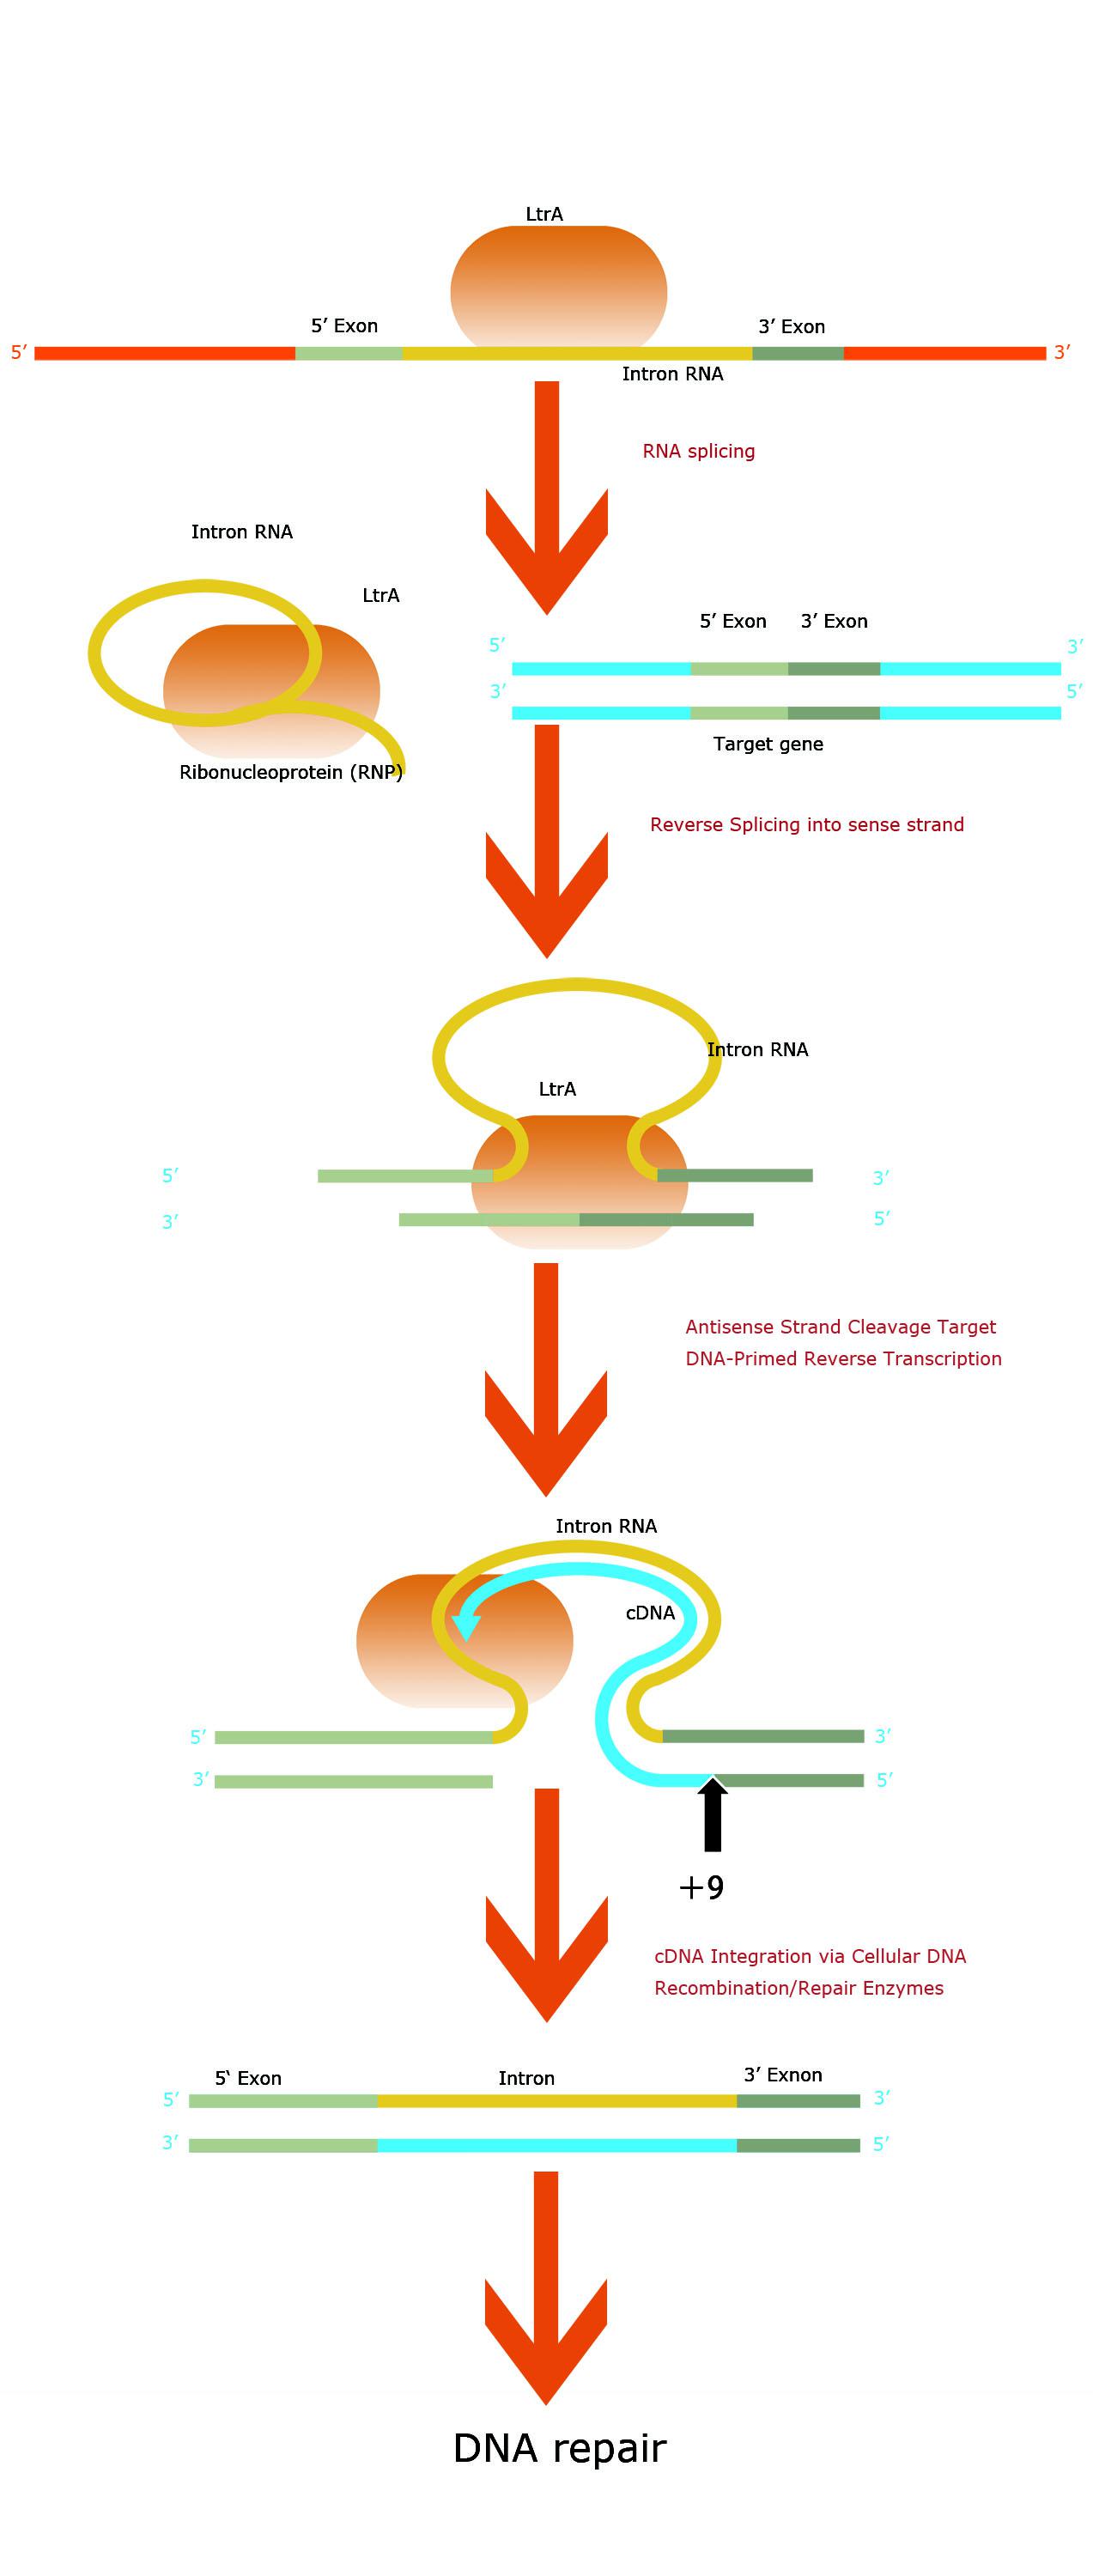 LtrA
5’ Exon
3’ Exon
5’
3’
Intron RNA
RNA splicing
Intron RNA
LtrA
5’ Exon
3’ Exon
5’
3’
3’
5’
Target gene
Ribonucleoprotein (RNP)
Reverse Splicing into sense strand
Intron RNA
LtrA
5’
3’
3’
5’
Antisense Strand Cleavage Target
DNA-Primed Reverse Transcription
Intron RNA
cDNA
5’
3’
3’
5’
+9
cDNA Integration via Cellular DNA
Recombination/Repair Enzymes
5‘ Exon
Intron
3’ Exnon
5’
3’
3’
5’
DNA repair